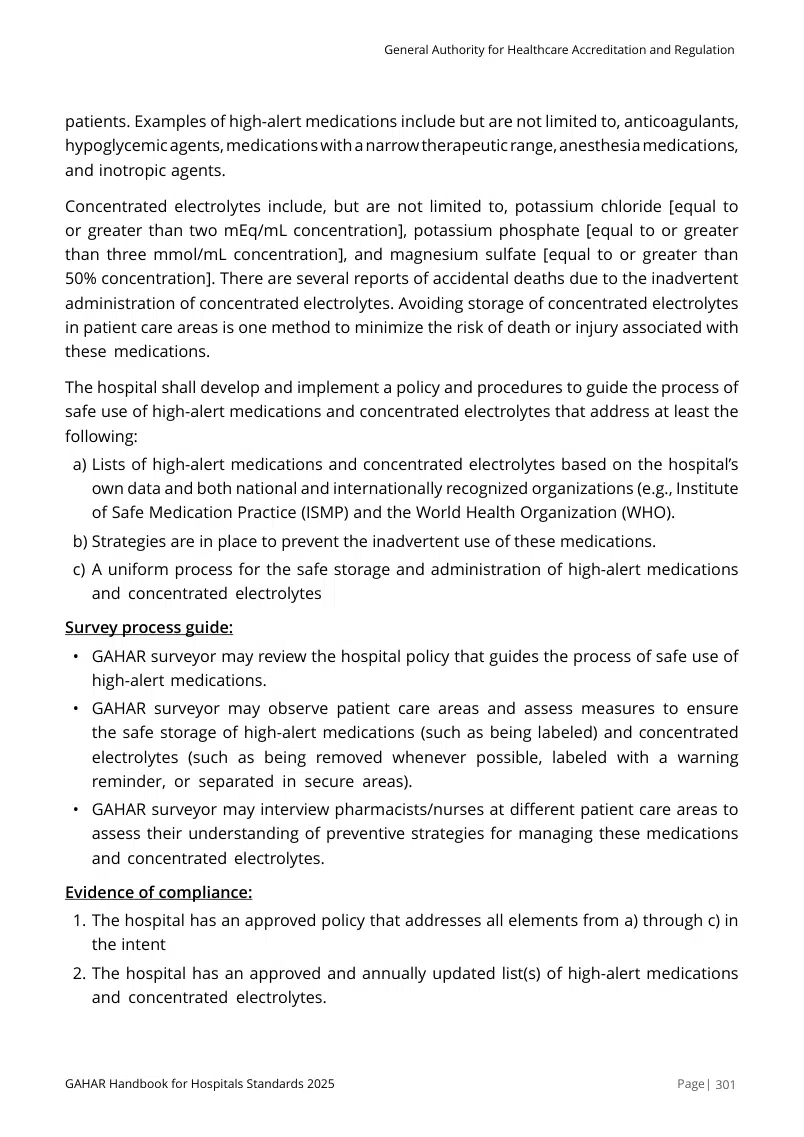 General Authority for Healthcare Accreditation and Regulation
patients. Examples of high-alert medications include but are not limited to, anticoagulants,
hypoglycemic agents, medications with a narrow therapeutic range, anesthesia medications,
and inotropic agents.
Concentrated electrolytes include, but are not limited to, potassium chloride [equal to
or greater than two mEq/mL concentration], potassium phosphate [equal to or greater
than three mmol/mL concentration], and magnesium sulfate [equal to or greater than
50% concentration]. There are several reports of accidental deaths due to the inadvertent
administration of concentrated electrolytes. Avoiding storage of concentrated electrolytes
in patient care areas is one method to minimize the risk of death or injury associated with
these medications.
The hospital shall develop and implement a policy and procedures to guide the process of
safe use of high-alert medications and concentrated electrolytes that address at least the
following:
a) Lists of high-alert medications and concentrated electrolytes based on the hospital’s
own data and both national and internationally recognized organizations (e.g., Institute
of Safe Medication Practice (ISMP) and the World Health Organization (WHO).
b) Strategies are in place to prevent the inadvertent use of these medications.
c) A uniform process for the safe storage and administration of high-alert medications
and concentrated electrolytes
Survey process guide:
• GAHAR surveyor may review the hospital policy that guides the process of safe use of
high-alert medications.
• GAHAR surveyor may observe patient care areas and assess measures to ensure
the safe storage of high-alert medications (such as being labeled) and concentrated
electrolytes (such as being removed whenever possible, labeled with a warning
reminder, or separated in secure areas).
• GAHAR surveyor may interview pharmacists/nurses at different patient care areas to
assess their understanding of preventive strategies for managing these medications
and concentrated electrolytes.
Evidence of compliance:
1. The hospital has an approved policy that addresses all elements from a) through c) in
the intent
2. The hospital has an approved and annually updated list(s) of high-alert medications
and concentrated electrolytes.
GAHAR Handbook for Hospitals Standards 2025
Page| 301